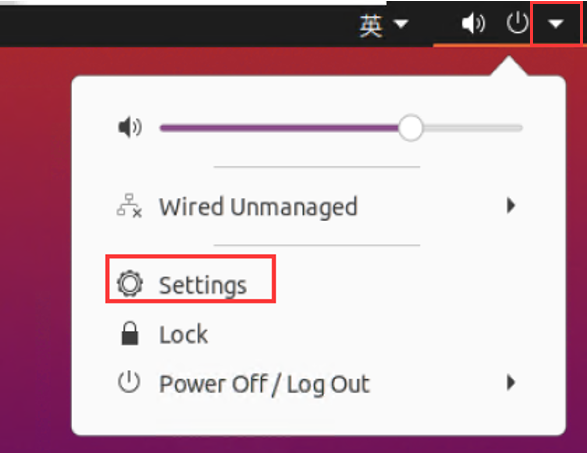 英
Wired Unmanaged
Settings
Lock
Power Off / Log Out